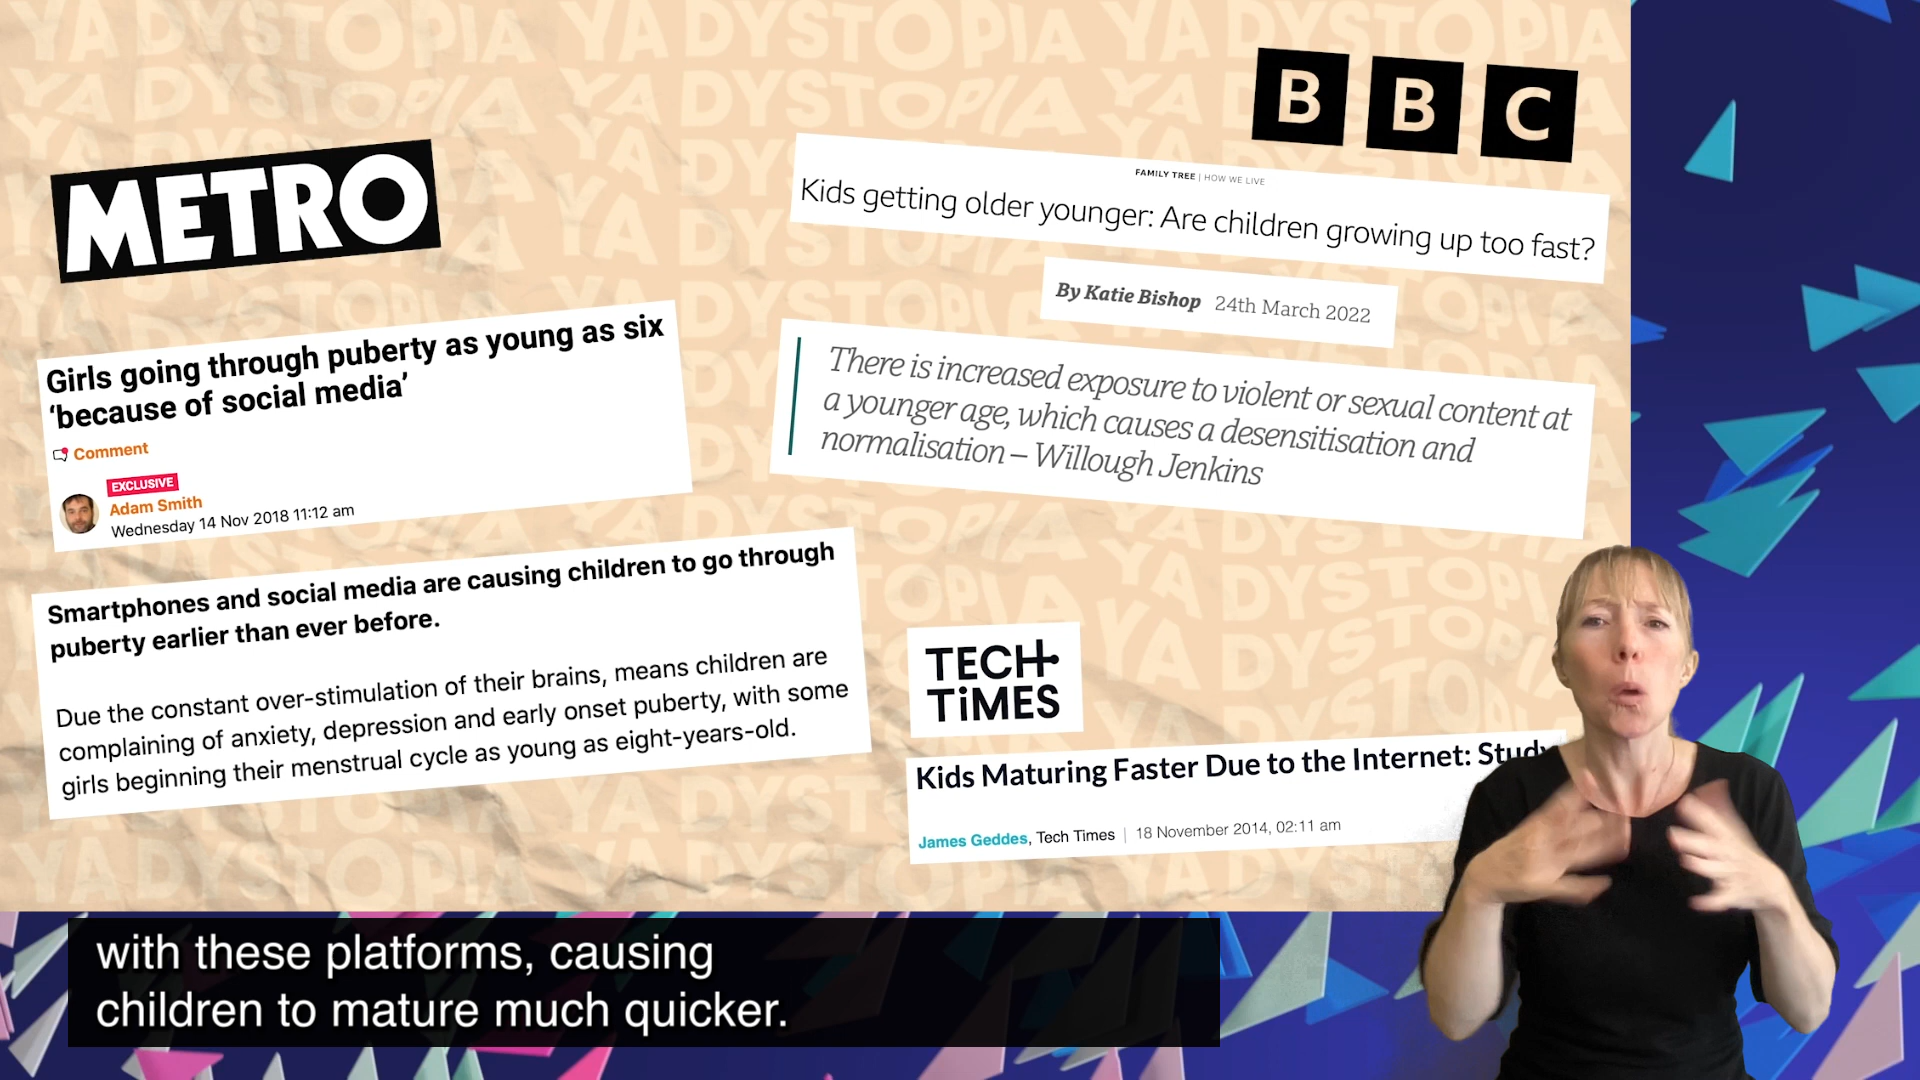 METRO
Girls going through puberty as young as six
‘because of social media’
Comment
EXCLUSIVE
Adam Smith
Wednesday 14 Nov 2018 11:12 am
Smartphones and social media are causing children to go through
puberty earlier than ever before.
Due the constant over-stimulation of their brains, means children are
complaining of anxiety, depression and early onset puberty, with some
girls beginning their menstrual cycle as young as eight-years-old.
BBC
FAMILY TREE | HOW WE LIVE
Kids getting older younger: Are children growing up too fast?
By Katie Bishop 24th March 2022
There is increased exposure to violent or sexual content at
a younger age, which causes a desensitisation and
normalisation – Willough Jenkins
TECH
TiMES
Kids Maturing Faster Due to the Internet: Study
James Geddes, Tech Times | 18 November 2014, 02:11 am
YA DYSTOPIA
with these platforms, causing
children to mature much quicker.